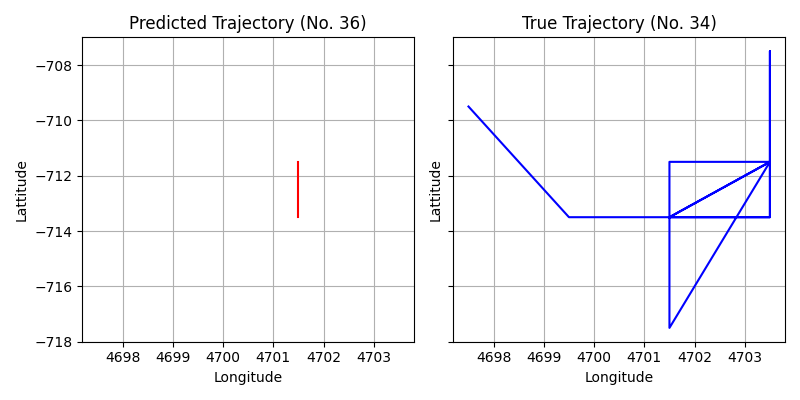 Predicted Trajectory (No. 36)
True Trajectory (No. 34)
−708
−710
−712
−714
−716
−718
Lattitude
Lattitude
4698 4699 4700 4701 4702 4703
4698 4699 4700 4701 4702 4703
Longitude
Longitude